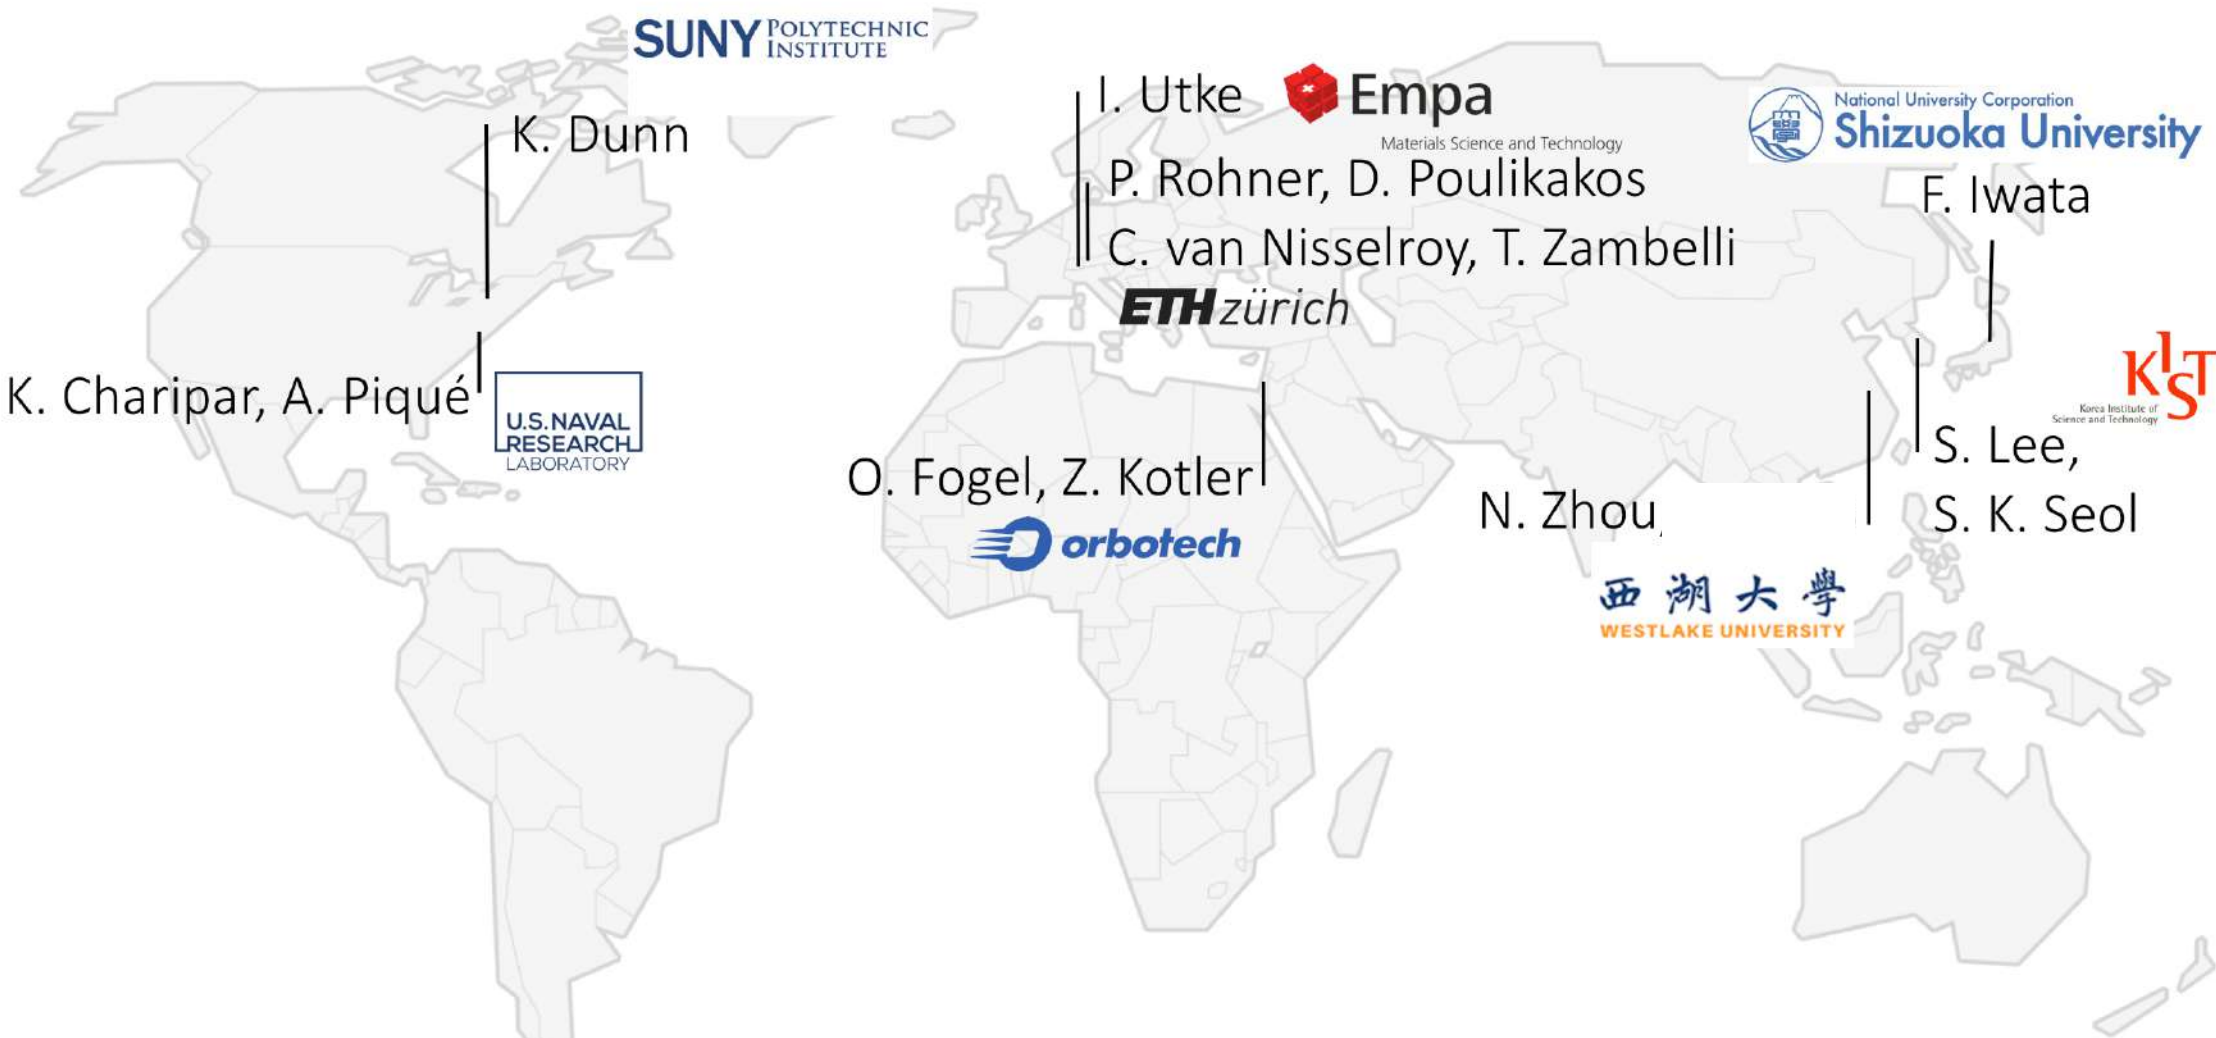 SUNY POLYTECHNIC
INSTITUTE
K. Dunn
K. Charipar, A. Piqué
U.S. NAVAL
RESEARCH
LABORATORY
I. Utke
Empa
Materials Science and Technology
P. Rohner, D. Poulikakos
C. van Nisselroy, T. Zambelli
ETH zürich
O. Fogel, Z. Kotler
orbotech
National University Corporation
Shizuoka University
F. Iwata
KIST
Korea Institute of
Science and Technology
S. Lee,
S. K. Seol
N. Zhou,
西湖大學
WESTLAKE UNIVERSITY